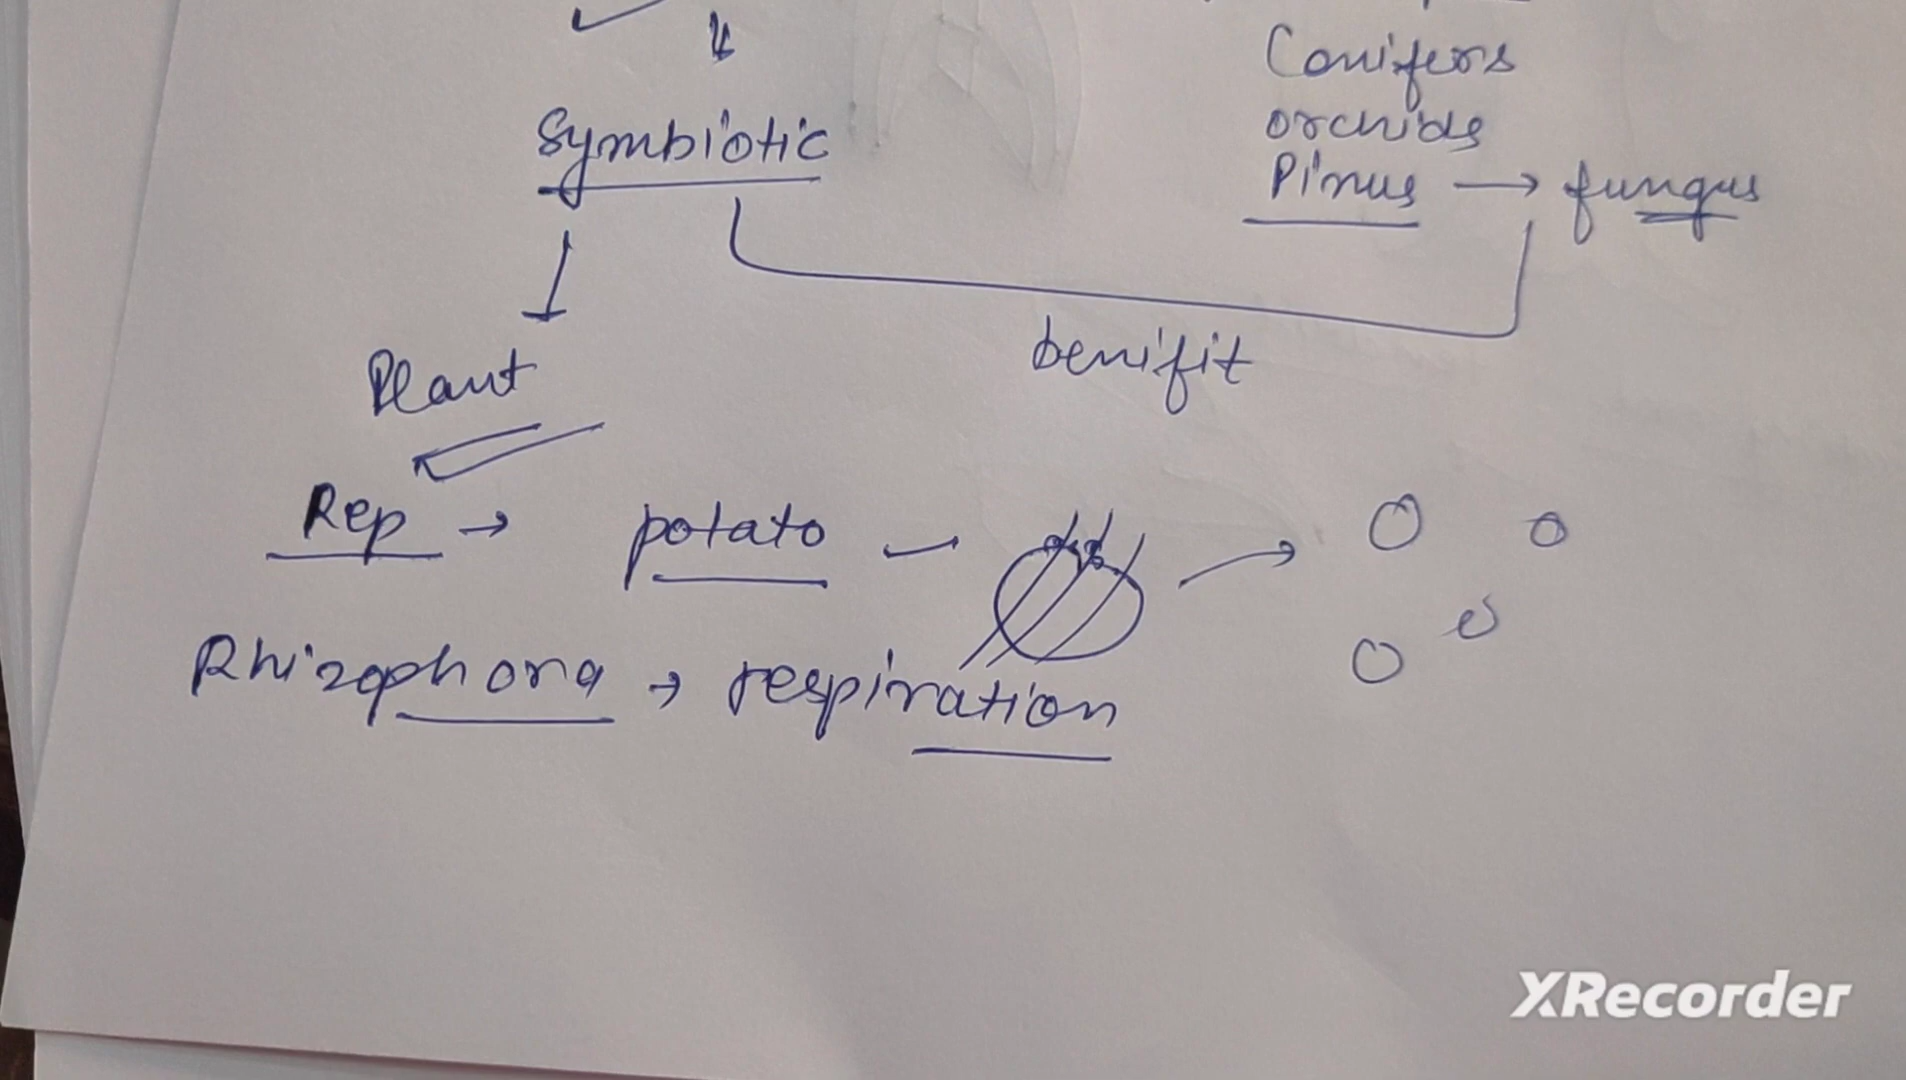 Conifers
orchids
Symbiotic
Pinus → fungus
benifit
Plant
Rep → potato
Rhizophora → respiration
XRecorder